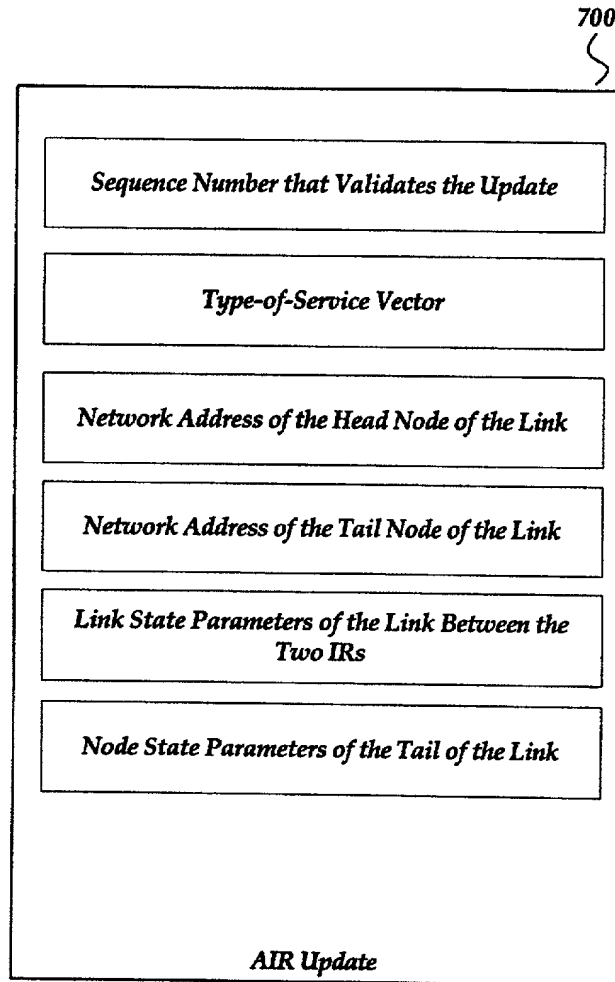 700
Sequence Number that Validates the Update
Type-of-Service Vector
Network Address of the Head Node of the Link
Network Address of the Tail Node of the Link
Link State Parameters of the Link Between the
Two IRs
Node State Parameters of the Tail of the Link
AIR Update